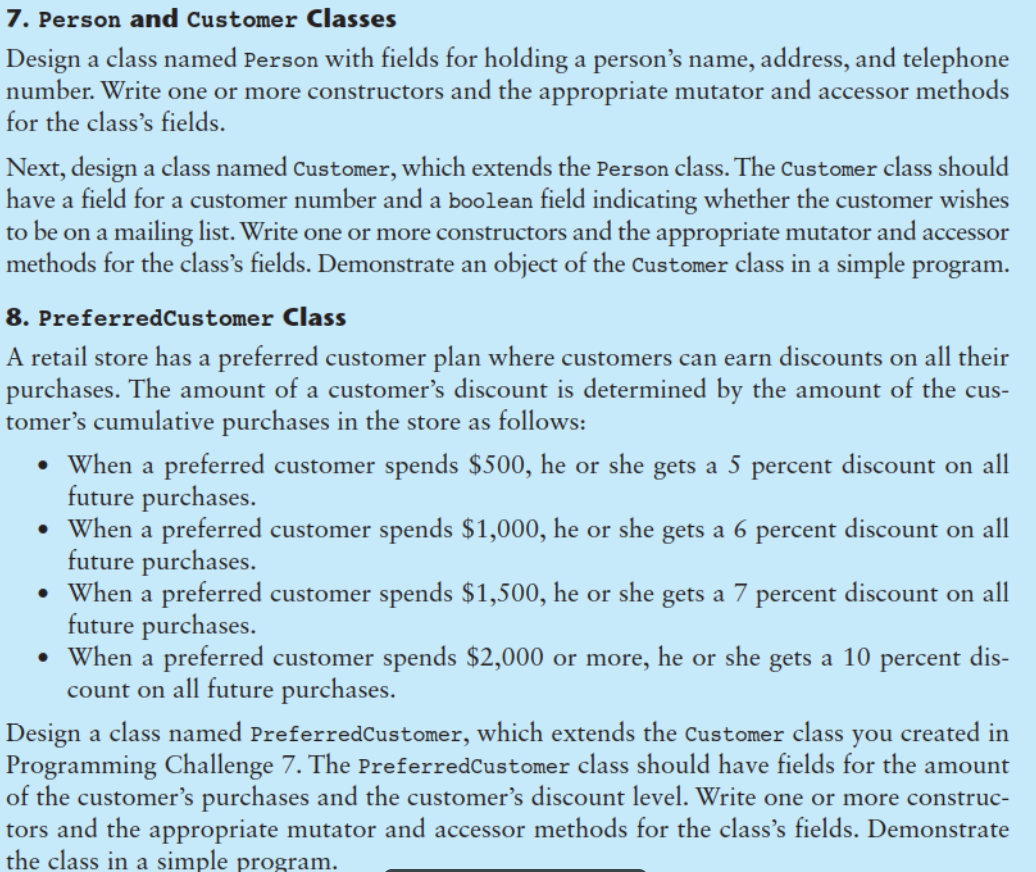 7. Person and Customer Classes
Design a class named Person with fields for holding a person's name, address, and telephone
number. Write one or more constructors and the appropriate mutator and accessor methods
for the class's fields.
Next, design a class named Customer, which extends the Person class. The Customer class should
have a field for a customer number and a boolean field indicating whether the customer wishes
to be on a mailing list. Write one or more constructors and the appropriate mutator and accessor
methods for the class's fields. Demonstrate an object of the Customer class in a simple program.
8. PreferredCustomer Class
A retail store has a preferred customer plan where customers can earn discounts on all their
purchases. The amount of a customer's discount is determined by the amount of the cus-
tomer's cumulative purchases in the store as follows:
• When a preferred customer spends $500, he or she gets a 5 percent discount on all
future purchases.
• When a preferred customer spends $1,000, he or she gets a 6 percent discount on all
future purchases.
• When a preferred customer spends $1,500, he or she gets a 7 percent discount on all
future purchases.
• When a preferred customer spends $2,000 or more, he or she gets a 10 percent dis-
count on all future purchases.
Design a class named PreferredCustomer, which extends the Customer class you created in
Programming Challenge 7. The PreferredCustomer class should have fields for the amount
of the customer's purchases and the customer's discount level. Write one or more construc-
tors and the appropriate mutator and accessor methods for the class's fields. Demonstrate
the class in a simple program.